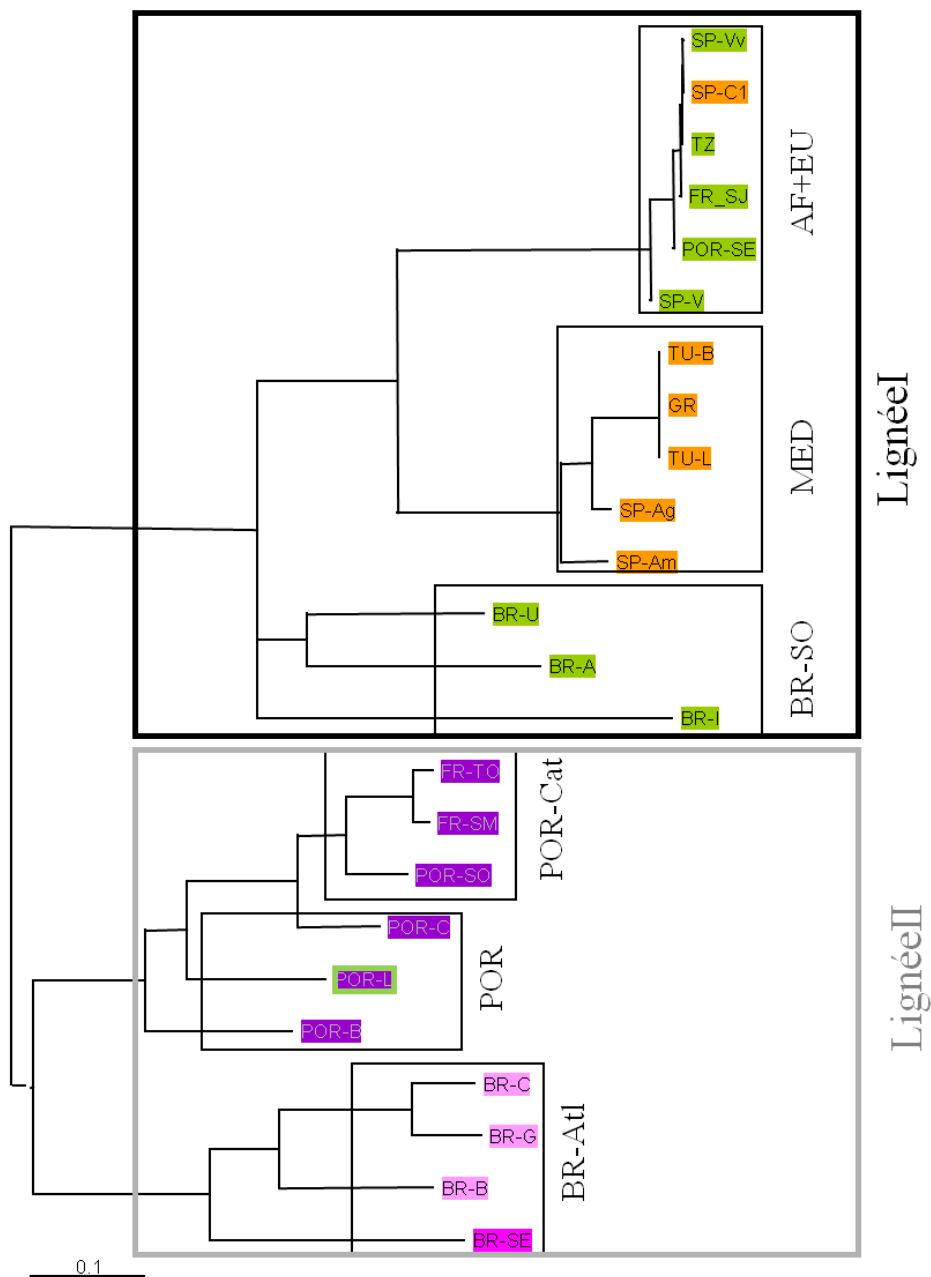 SP-Vv
SP-C1
TZ
FR_SJ
POR-SE
SP-V
AF+EU
TU-B
GR
TU-L
SP-Ag
SP-Am
MED
BR-U
BR-A
BR-I
BR-SO
LignéeI
FR-TO
FR-SM
POR-SO
POR-Cat
POR-C
POR-L
POR-B
POR
BR-C
BR-G
BR-B
BR-SE
BR-Atl
LignéeII
0.1